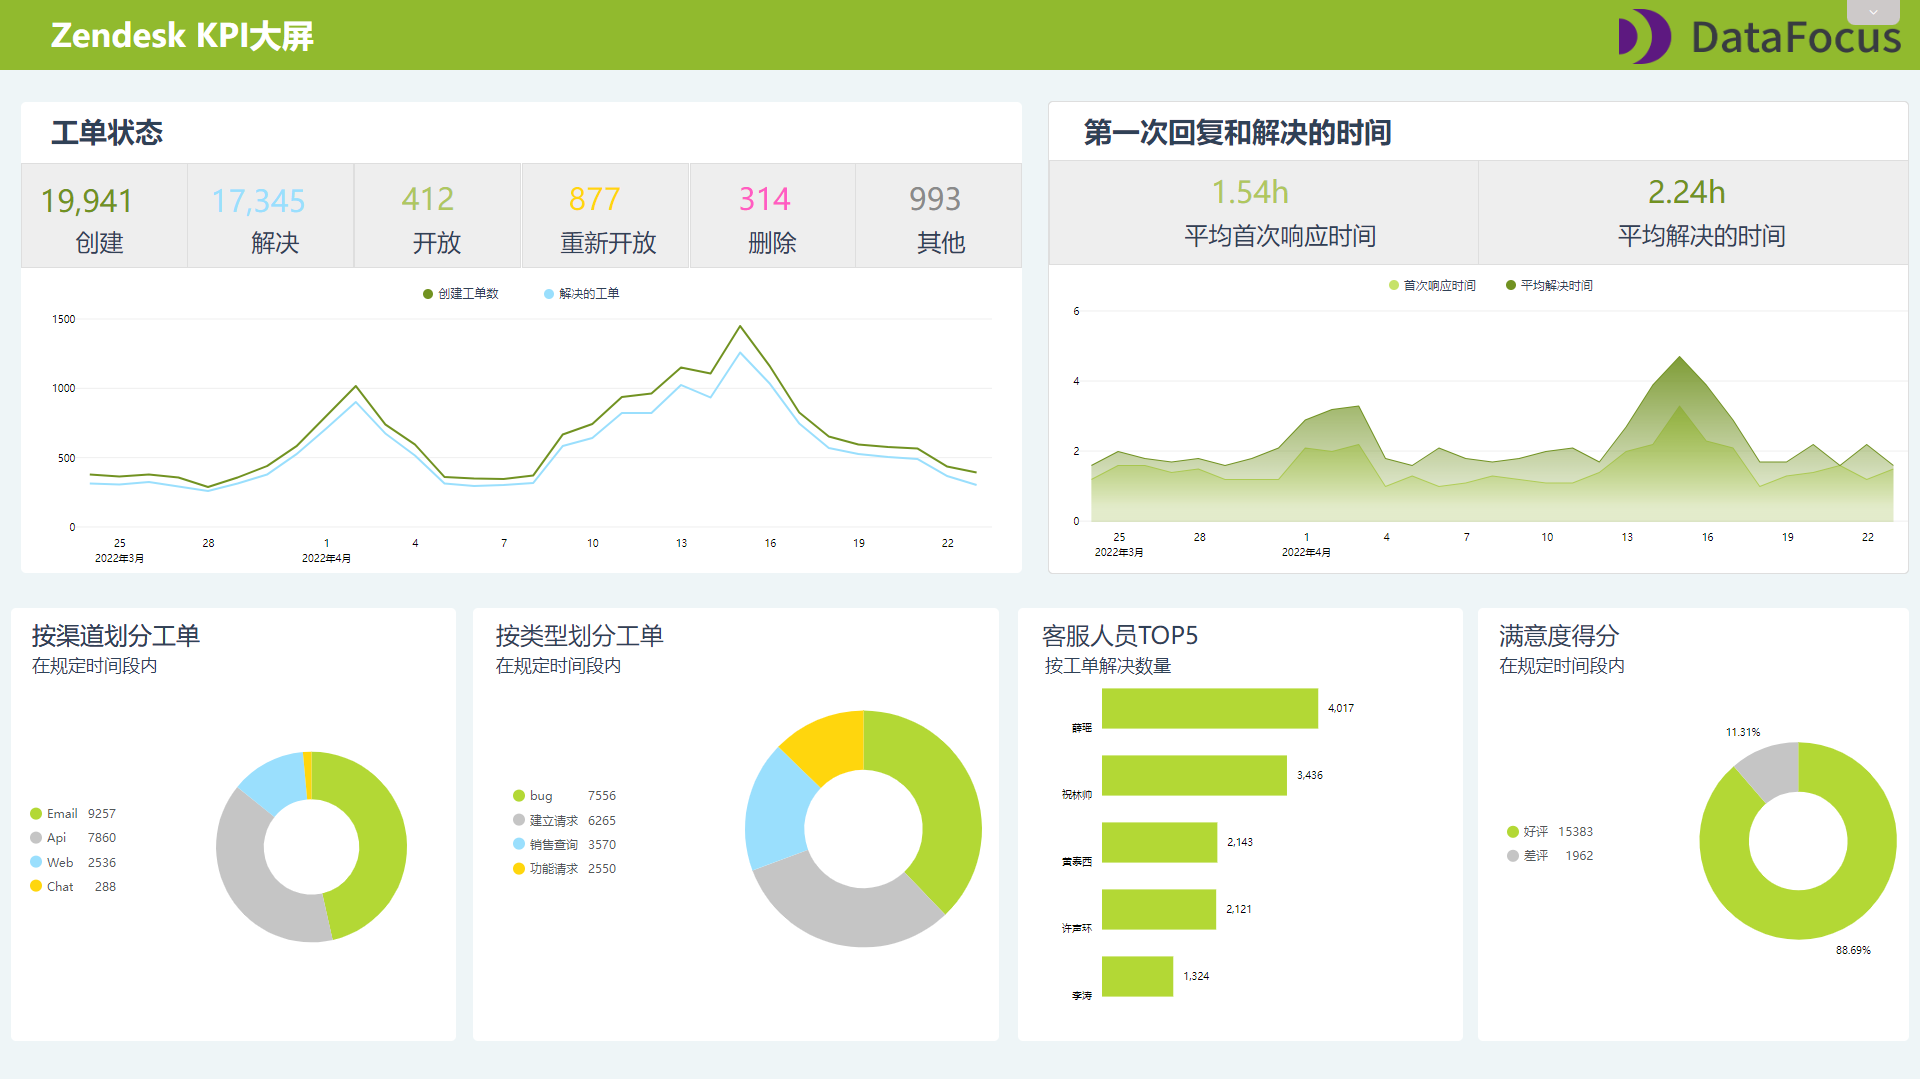 Zendesk KPI大屏
DataFocus
工单状态
19,941
17,345
412
877
314
993
创建
解决
开放
重新开放
删除
其他
创建工单数
解决的工单
1500
1000
500
0
25
28
1
4
7
10
13
16
19
22
2022年3月
2022年4月
第一次回复和解决的时间
1.54h
2.24h
平均首次响应时间
平均解决的时间
首次响应时间
平均解决时间
6
4
2
0
25
28
1
4
7
10
13
16
19
22
2022年3月
2022年4月
按渠道划分工单
在规定时间段内
Email 9257
Api 7860
Web 2536
Chat 288
按类型划分工单
在规定时间段内
bug 7556
建立请求 6265
销售查询 3570
功能请求 2550
客服人员TOP5
按工单解决数量
薛瑶 4,017
祝林帅 3,436
黄泰西 2,143
许声环 2,121
李涛 1,324
满意度得分
在规定时间段内
好评 15383
差评 1962
11.31%
88.69%